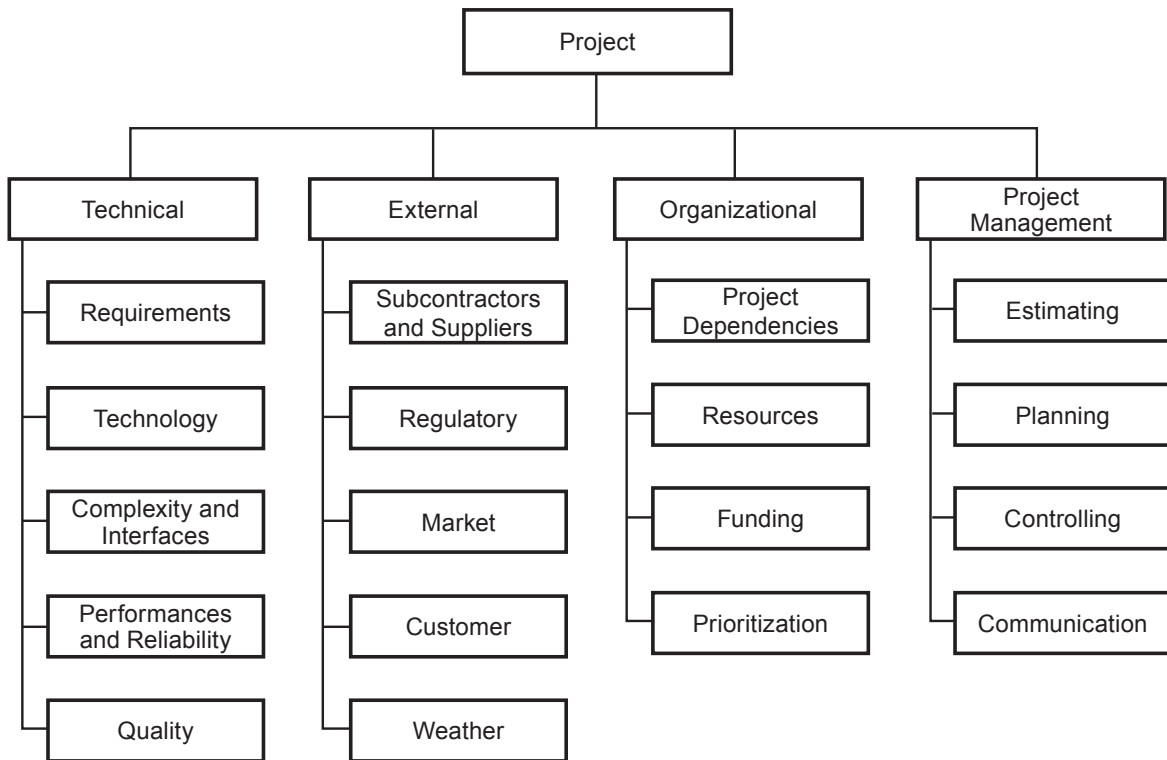 Project
Technical
External
Organizational
Project
Management
Requirements
Technology
Complexity and
Interfaces
Performances
and Reliability
Quality
Subcontractors
and Suppliers
Regulatory
Market
Customer
Weather
Project
Dependencies
Resources
Funding
Prioritization
Estimating
Planning
Controlling
Communication